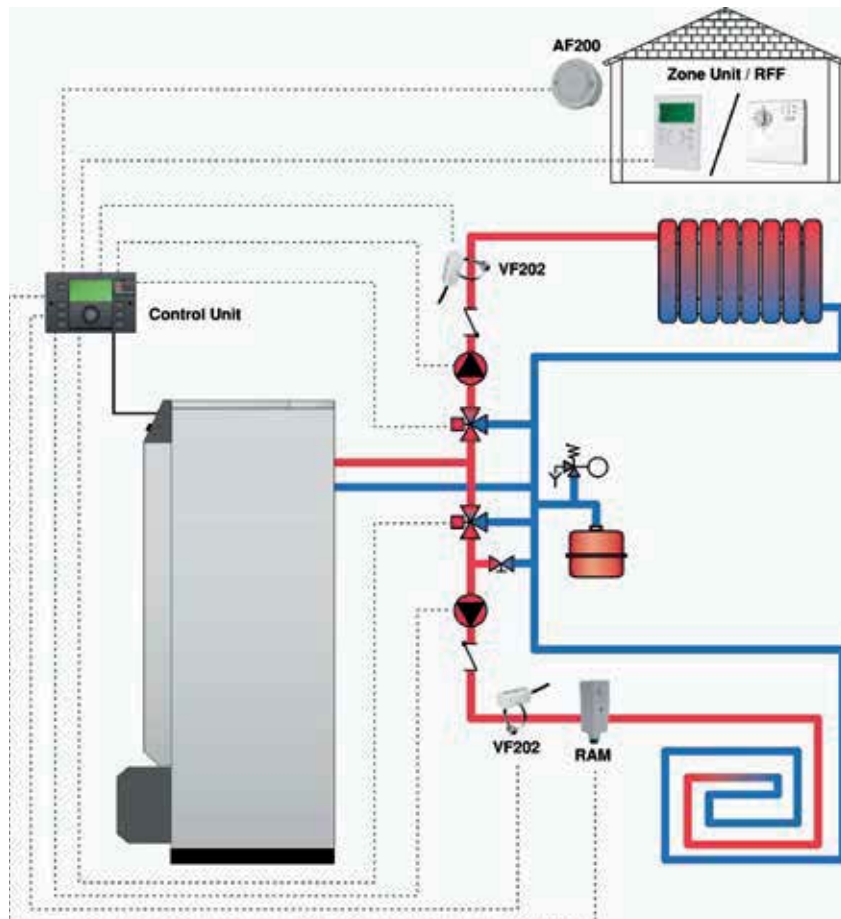 AF200
Zone Unit / RFF
VF202
Control Unit
VF202
RAM